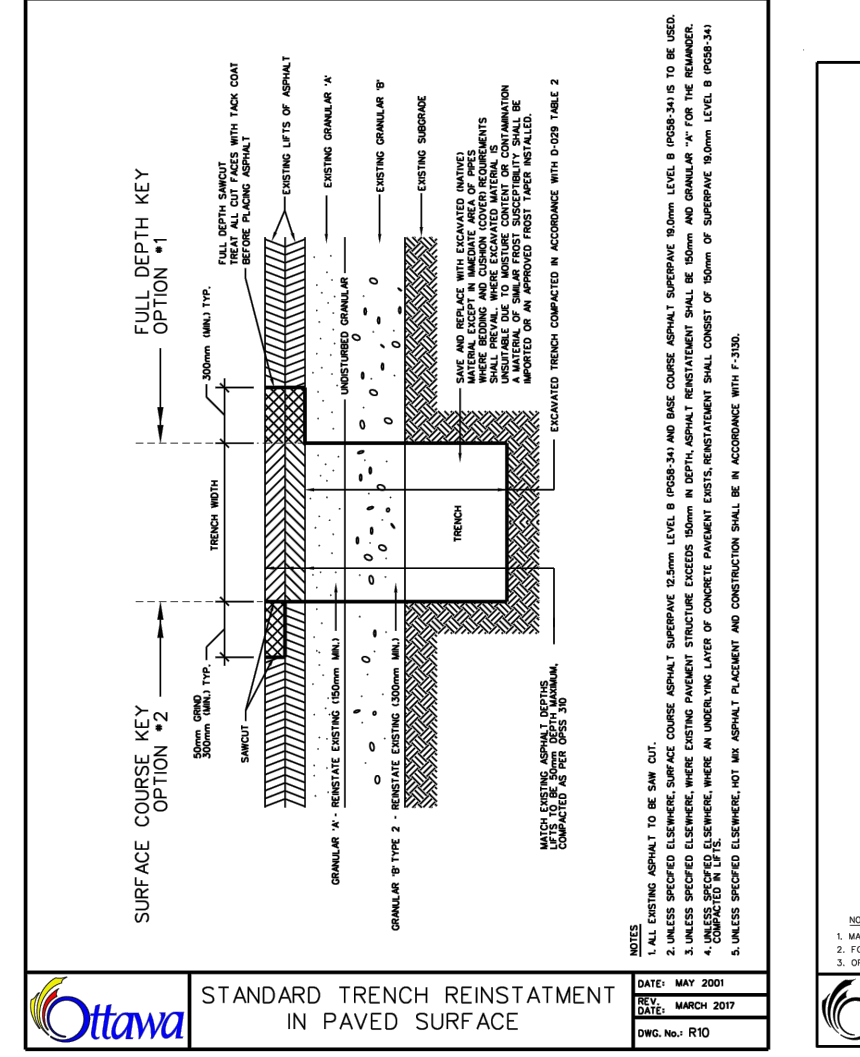 SURFACE COURSE KEY
OPTION #2
FULL DEPTH KEY
OPTION #1
50mm GRIND
300mm (MIN.) TYP.
SAWCUT
TRENCH WIDTH
300mm (MIN.) TYP.
FULL DEPTH SAWCUT
TREAT ALL CUT FACES WITH TACK COAT
BEFORE PLACING ASPHALT
EXISTING LIFTS OF ASPHALT
EXISTING GRANULAR 'A'
UNDISTURBED GRANULAR
EXISTING GRANULAR 'B'
EXISTING SUBGRADE
GRANULAR 'A' - REINSTATE EXISTING (150mm MIN.)
GRANULAR 'B' TYPE 2 - REINSTATE EXISTING (300mm MIN.)
TRENCH
SAVE AND REPLACE WITH EXCAVATED (NATIVE)
MATERIAL EXCEPT IN IMMEDIATE AREA OF PIPES
WHERE BEDDING AND CUSHION (COVER) REQUIREMENTS
SHALL PREVAIL. WHERE EXCAVATED MATERIAL IS
UNSUITABLE DUE TO MOISTURE CONTENT OR CONTAMINATION
A MATERIAL OF SIMILAR FROST SUSCEPTIBILITY SHALL BE
IMPORTED OR AN APPROVED FROST TAPER INSTALLED.
EXCAVATED TRENCH COMPACTED IN ACCORDANCE WITH D-029 TABLE 2
MATCH EXISTING ASPHALT DEPTHS
LIFTS TO BE 50mm DEPTH MAXIMUM,
COMPACTED AS PER OPSS 310
NOTES
1. ALL EXISTING ASPHALT TO BE SAW CUT.
2. UNLESS SPECIFIED ELSEWHERE, SURFACE COURSE ASPHALT SUPERPAVE 12.5mm LEVEL B (PG58-34) AND BASE COURSE ASPHALT SUPERPAVE 19.0mm LEVEL B (PG58-34) IS TO BE USED.
3. UNLESS SPECIFIED ELSEWHERE, WHERE EXISTING PAVEMENT STRUCTURE EXCEEDS 150mm IN DEPTH, ASPHALT REINSTATEMENT SHALL BE 150mm AND GRANULAR "A" FOR THE REMAINDER.
4. UNLESS SPECIFIED ELSEWHERE, WHERE AN UNDERLYING LAYER OF CONCRETE PAVEMENT EXISTS, REINSTATEMENT SHALL CONSIST OF 150mm OF SUPERPAVE 19.0mm LEVEL B (PG58-34)
COMPACTED IN LIFTS.
5. UNLESS SPECIFIED ELSEWHERE, HOT MIX ASPHALT PLACEMENT AND CONSTRUCTION SHALL BE IN ACCORDANCE WITH F-3130.
Ottawa
STANDARD TRENCH REINSTATMENT
IN PAVED SURFACE
DATE: MAY 2001
REV. DATE: MARCH 2017
DWG. No.: R10
1.
2.
3.